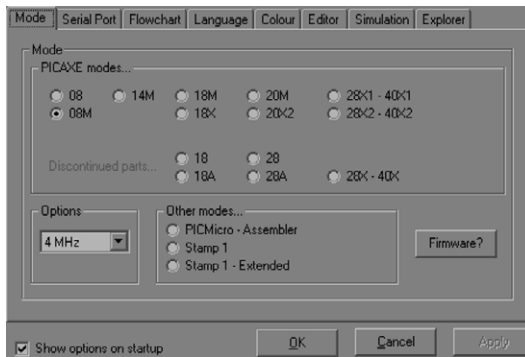 Mode Serial Port Flowchart Language Colour Editor Simulation Explorer
Mode
PICAXE modes...
08 14M 18M 20M 28X1 - 40X1
08M 18X 20X2 28X2 - 40X2
Discontinued parts...
18 28
18A 28A 28X - 40X
Options
4 MHz
Other modes...
PICMicro - Assembler
Stamp 1
Stamp 1 - Extended
Firmware?
Show options on startup
OK Cancel Apply